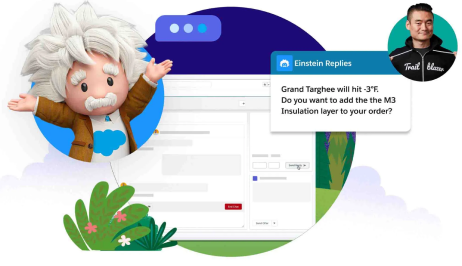 Einstein Replies
Grand Targhee will hit -3°F.
Do you want to add the the M3
Insulation layer to your order?
Trail blazer